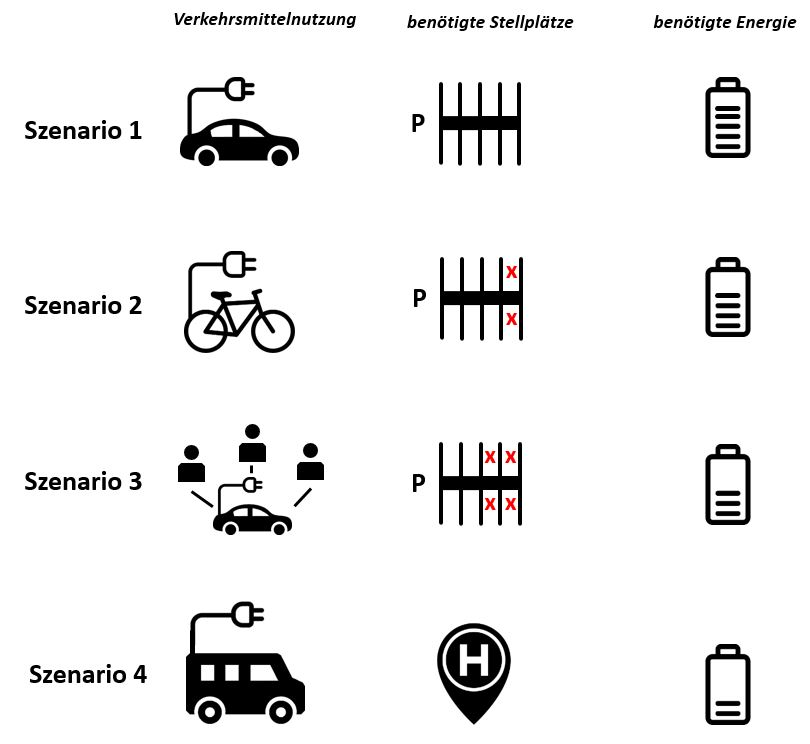 Verkehrsmittelnutzung benötigte Stellplätze benötigte Energie
Szenario 1 P
Szenario 2 P x
x
Szenario 3 P x x
x x
Szenario 4 H